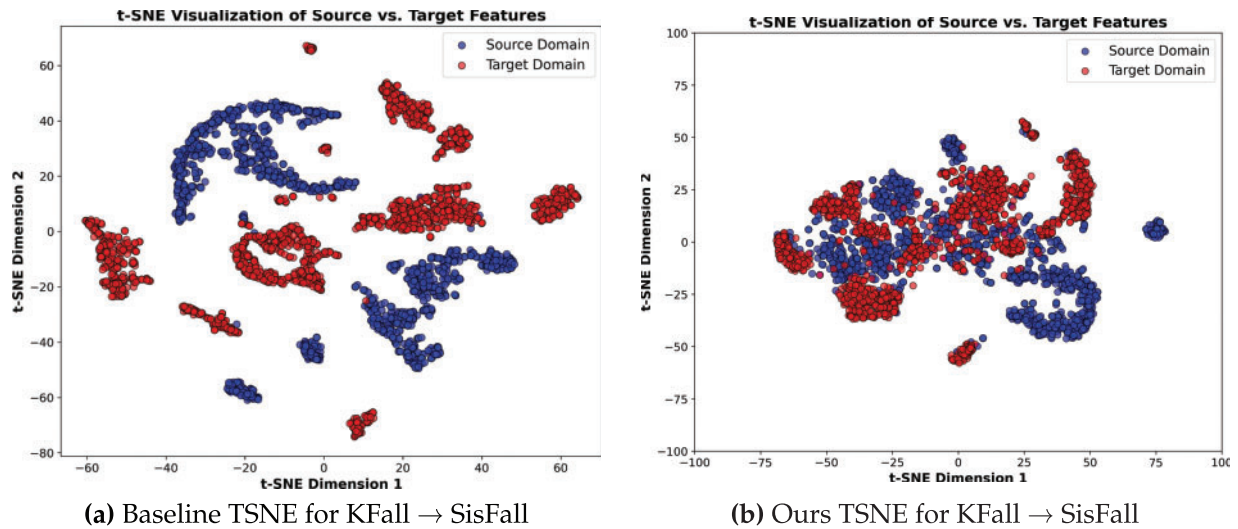 t-SNE Visualization of Source vs. Target Features
Source Domain
Target Domain
60
40
20
0
−20
−40
−60
−80
t-SNE Dimension 2
−60
−40
−20
0
20
40
60
t-SNE Dimension 1
(a) Baseline TSNE for KFall → SisFall
t-SNE Visualization of Source vs. Target Features
Source Domain
Target Domain
100
75
50
25
0
−25
−50
−75
−100
t-SNE Dimension 2
−100
−75
−50
−25
0
25
50
75
100
t-SNE Dimension 1
(b) Ours TSNE for KFall → SisFall